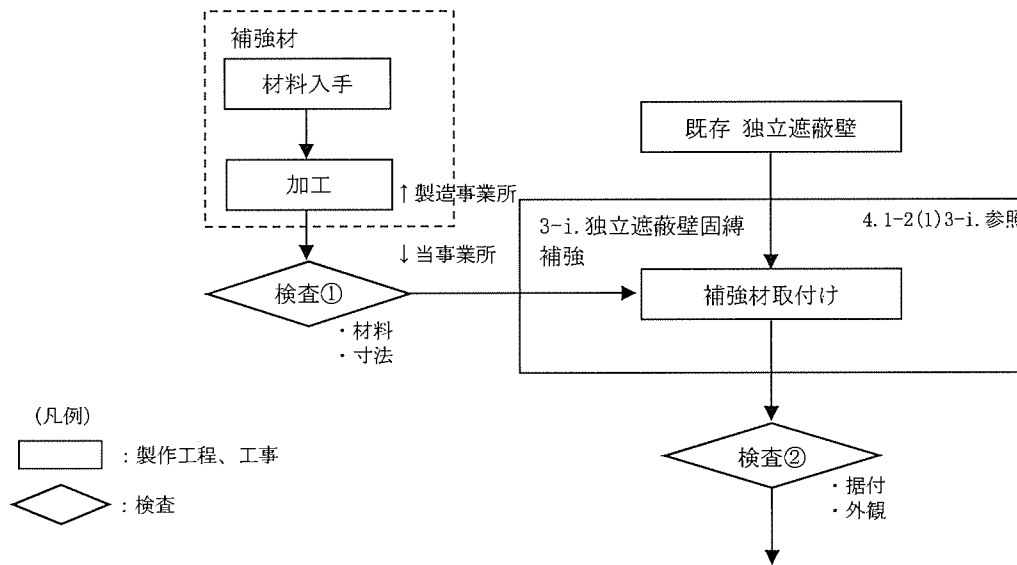 補強材
材料入手
加工
↑製造事業所
↓当事業所
検査①
・材料
・寸法
既存 独立遮蔽壁
3-i.独立遮蔽壁固縛
補強
4.1-2(1)3-i.参照
補強材取付け
検査②
・据付
・外観
(凡例)
：製作工程、工事
：検査